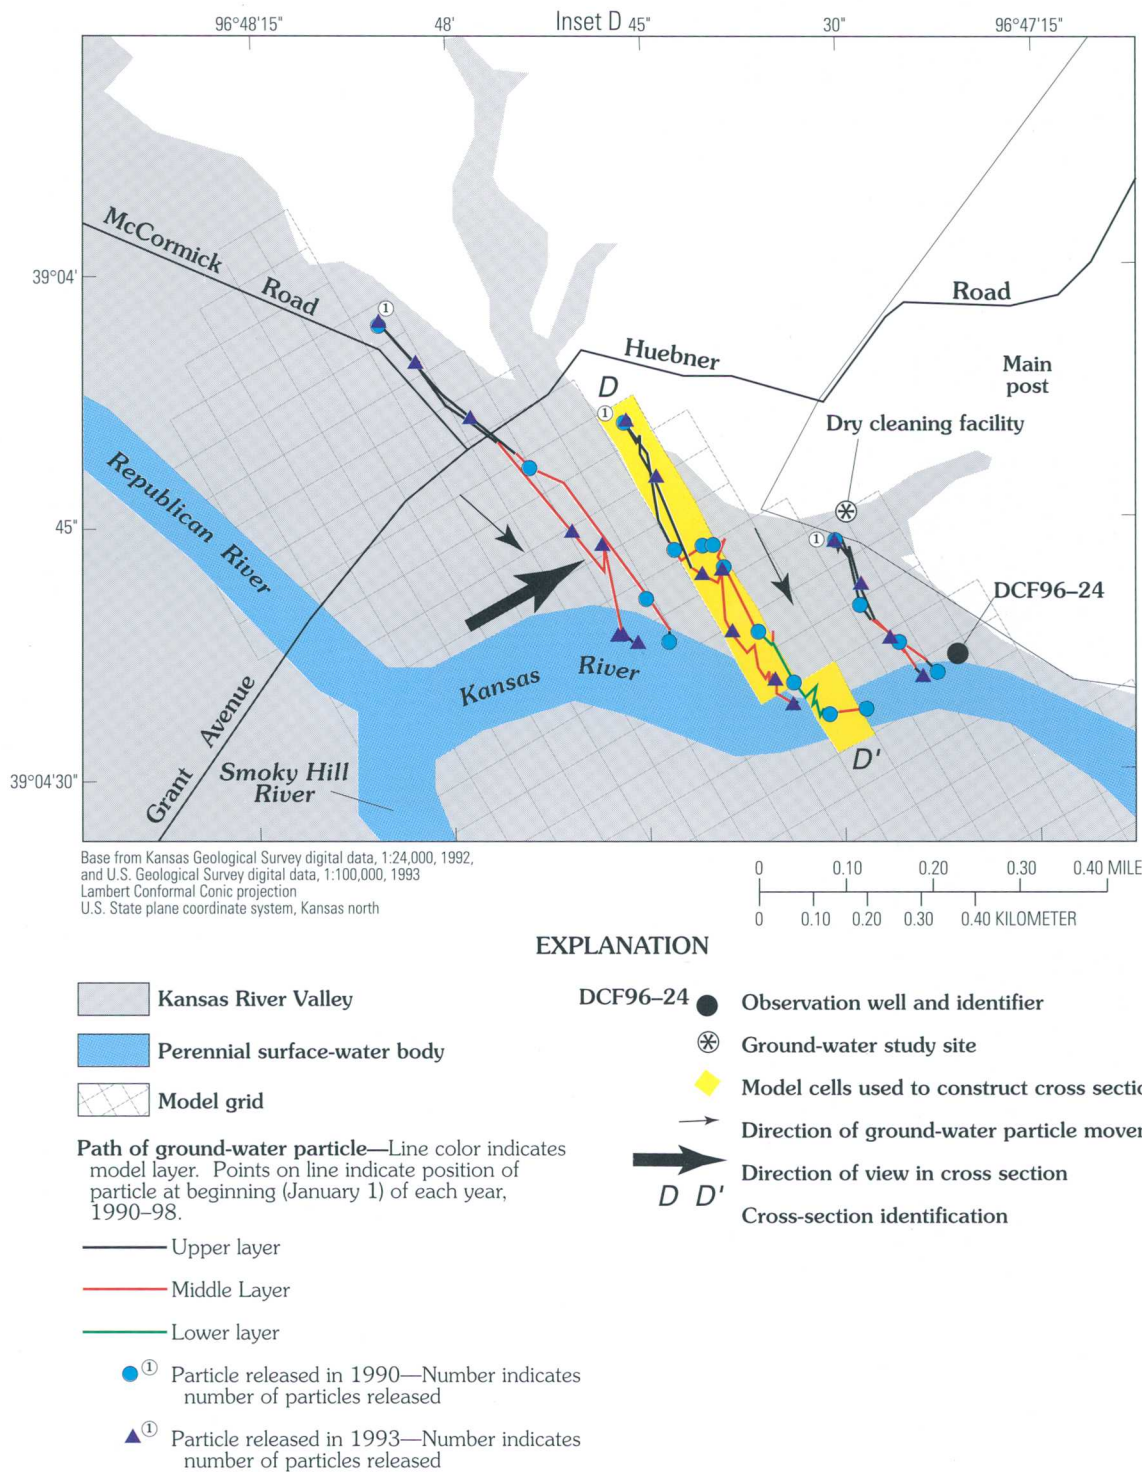 96°48'15"
48'
Inset D
45"
30"
96°47'15"
39°04'
45"
39°04'30"
McCormick
Road
Road
Huebner
Main
post
D
1
1
1
Dry cleaning facility
DCF96–24
Republican River
Kansas River
Grant Avenue
Smoky Hill
River
D'
Base from Kansas Geological Survey digital data, 1:24,000, 1992,
and U.S. Geological Survey digital data, 1:100,000, 1993
Lambert Conformal Conic projection
U.S. State plane coordinate system, Kansas north
0 0.10 0.20 0.30 0.40 MILE
0 0.10 0.20 0.30 0.40 KILOMETER
EXPLANATION
Kansas River Valley
Perennial surface-water body
Model grid
Path of ground-water particle—Line color indicates
model layer. Points on line indicate position of
particle at beginning (January 1) of each year,
1990–98.
Upper layer
Middle Layer
Lower layer
1 Particle released in 1990—Number indicates
number of particles released
1 Particle released in 1993—Number indicates
number of particles released
DCF96–24 Observation well and identifier
Ground-water study site
Model cells used to construct cross secti
Direction of ground-water particle mover
Direction of view in cross section
D D' Cross-section identification